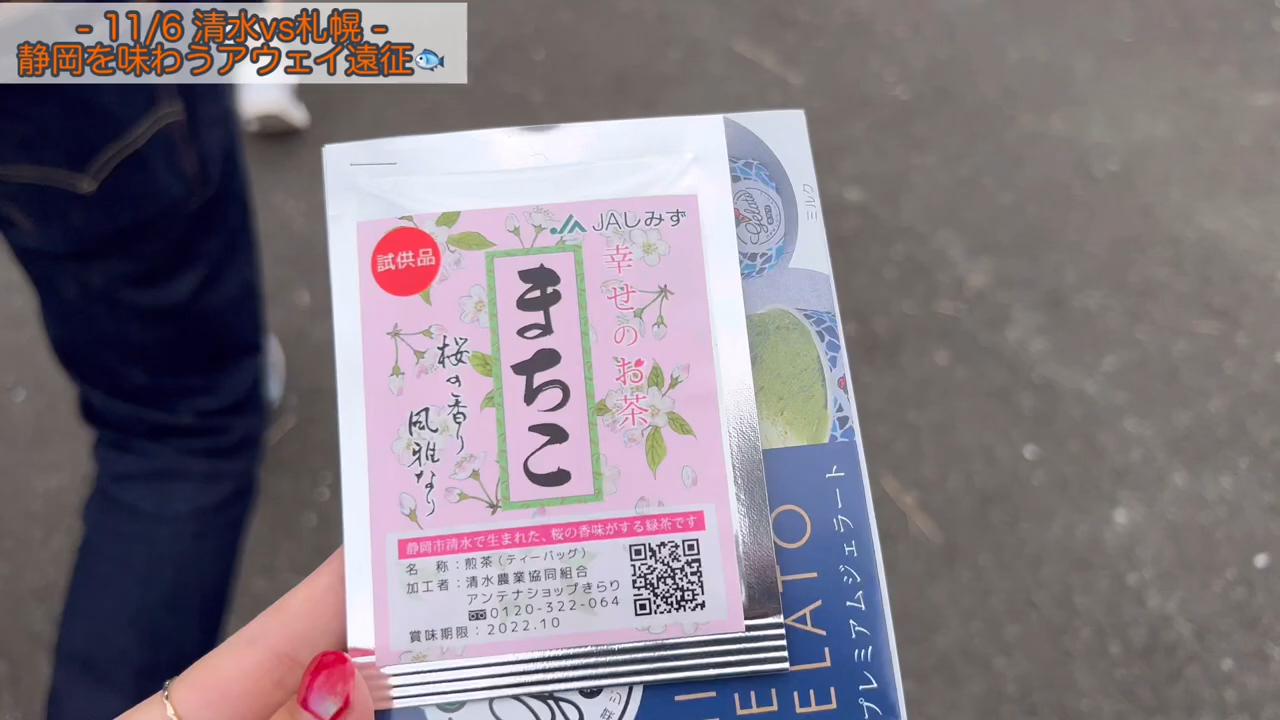 - 11/6 清水vs札幌 -
静岡を味わうアウェイ遠征
JAしみず
試供品
幸せのお茶
まちこ
桜の香り
風雅なり
静岡市清水で生まれた、桜の香味がする緑茶です
名　称：煎茶（ティーバッグ）
加工者：清水農業協同組合
アンテナショップきらり
0120-322-064
賞味期限：2022.10
ミルク
ELATO
プレミアムジェラート